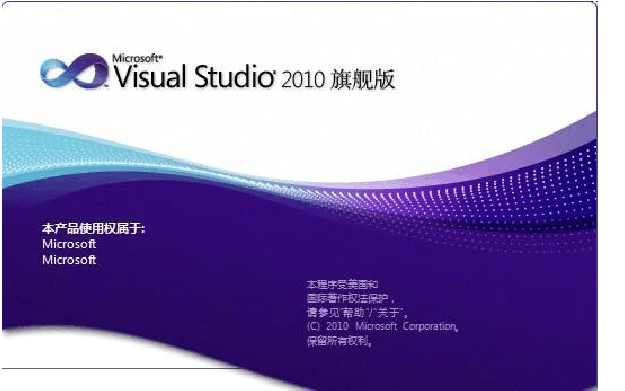 Microsoft®
Visual Studio® 2010 旗舰版
本产品使用权属于:
Microsoft
Microsoft
本程序受美国和
国际著作权法保护，
请参见"帮助"/"关于"。
(C) 2010 Microsoft Corporation。
保留所有权利。